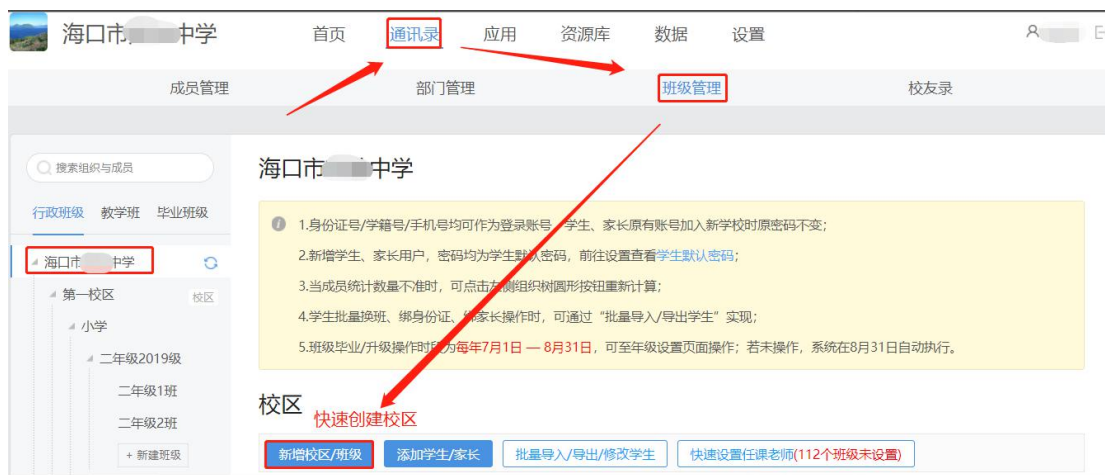 海口市 中学
首页 通讯录 应用 资源库 数据 设置
成员管理 部门管理 班级管理 校友录
搜索组织与成员
行政班级 教学班 毕业班级
海口市 中学
第一校区 校区
小学
二年级2019级
二年级1班
二年级2班
+ 新建班级
海口市 中学
1.身份证号/学籍号/手机号均可作为登录账号，学生、家长原有账号加入新学校时原密码不变；
2.新增学生、家长用户，密码均为学生默认密码，前往设置查看学生默认密码；
3.当成员统计数量不准时，可点击左侧组织树圆形按钮重新计算；
4.学生批量换班、绑身份证、绑家长操作时，可通过“批量导入/导出学生”实现；
5.班级毕业/升级操作时段为每年7月1日 — 8月31日，可至年级设置页面操作；若未操作，系统在8月31日自动执行。
校区
快速创建校区
新增校区/班级 添加学生/家长 批量导入/导出/修改学生 快速设置任课老师(112个班级未设置)